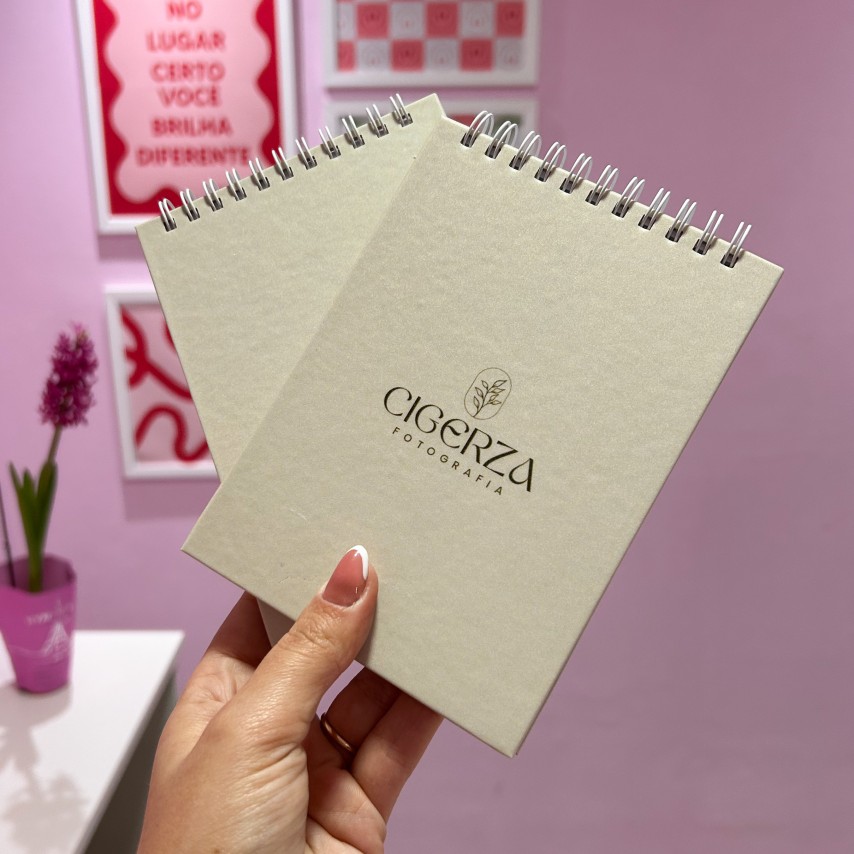 NO
LUGAR
CERTO
VOCÊ
BRILHA
DIFERENTE
CIGERZA
FOTOGRAFIA